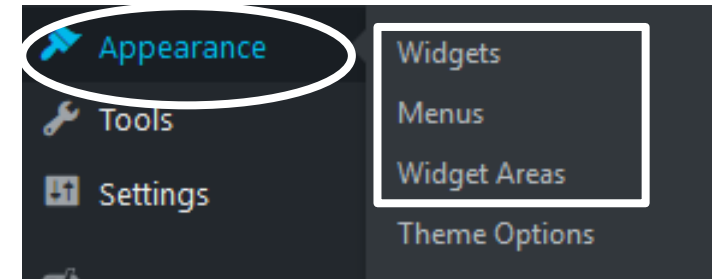 Appearance
Tools
Settings
Widgets
Menus
Widget Areas
Theme Options